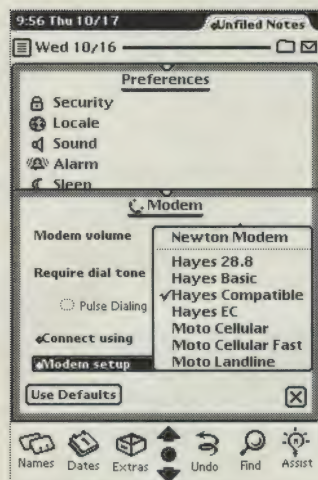 9:56 Thu 10/17
Unfiled Notes
Wed 10/16
Preferences
Security
Locale
Sound
Alarm
Sleep
Modem
Modem volume
Require dial tone
Pulse Dialing
Connect using
Modem setup
Newton Modem
Hayes 28.8
Hayes Basic
Hayes Compatible
Hayes EC
Moto Cellular
Moto Cellular Fast
Moto Landline
Use Defaults
Names Dates Extras Undo Find Assist